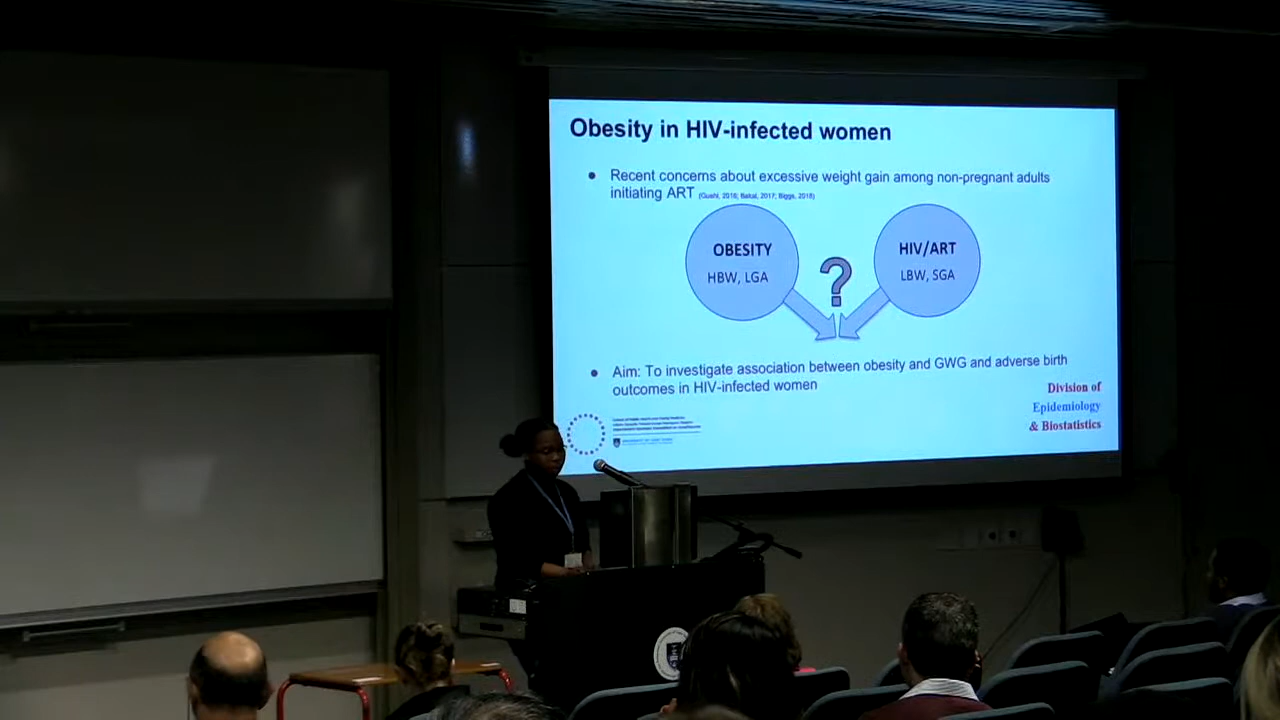 Obesity in HIV-infected women
● Recent concerns about excessive weight gain among non-pregnant adults
initiating ART
OBESITY
HBW, LGA
?
HIV/ART
LBW, SGA
● Aim: To investigate association between obesity and GWG and adverse birth
outcomes in HIV-infected women
Division of
Epidemiology
& Biostatistics